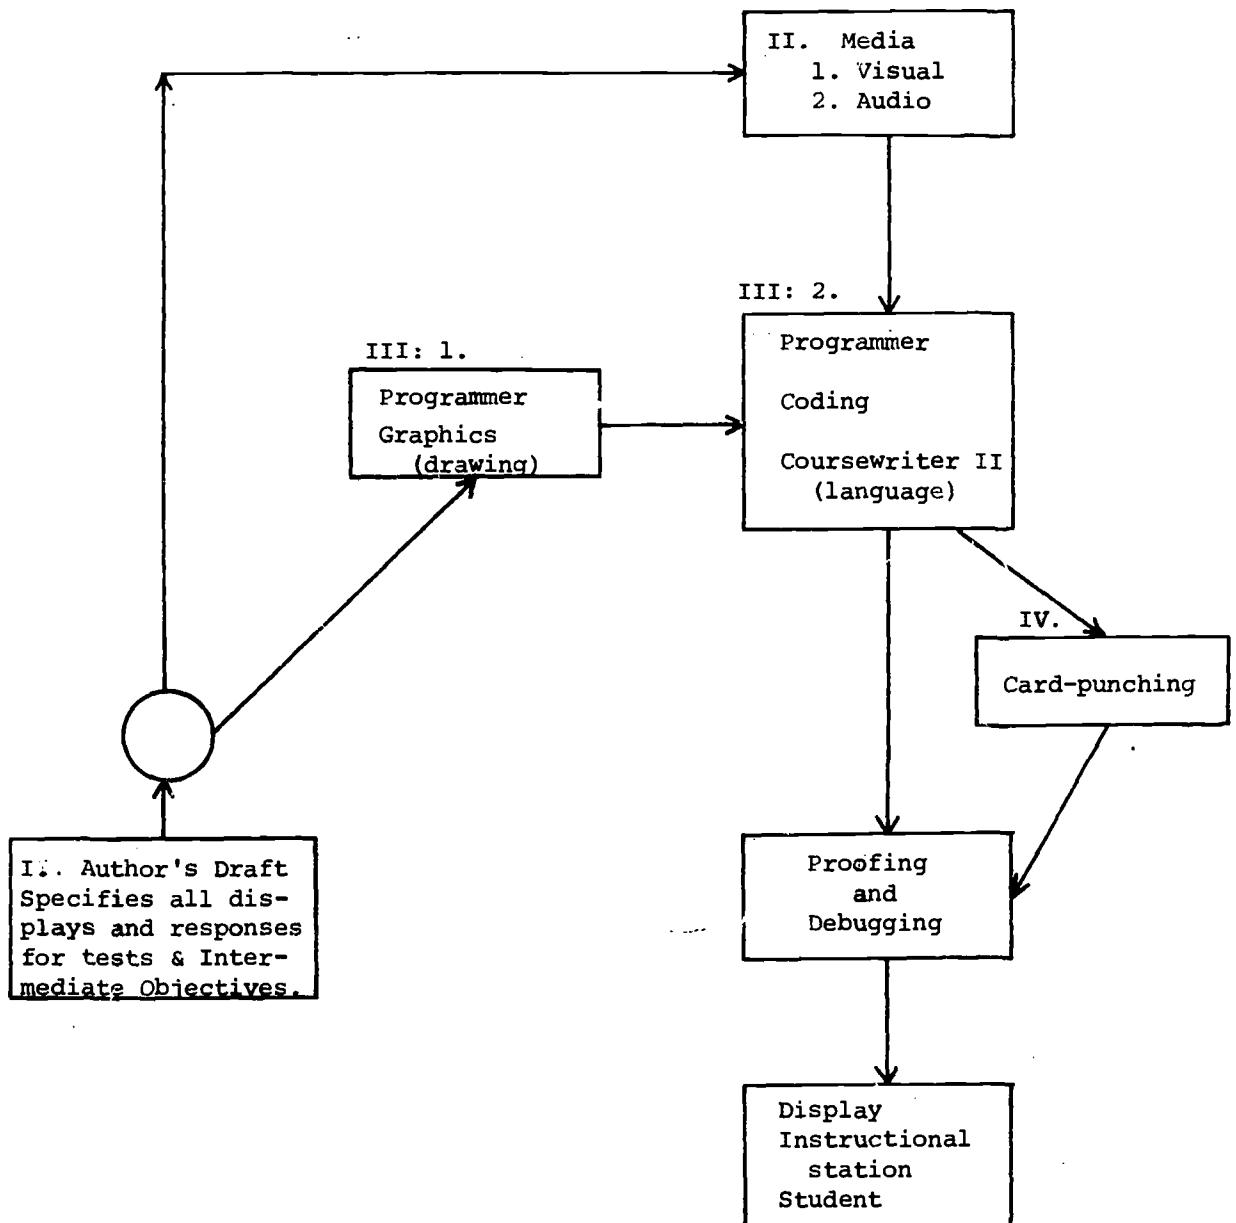 II. Media
1. Visual
2. Audio
III: 2.
Programmer
Coding
Coursewriter II
(language)
III: 1.
Programmer
Graphics
(drawing)
IV.
Card-punching
I. Author's Draft
Specifies all dis-
plays and responses
for tests & Inter-
mediate Objectives.
Proofing
and
Debugging
Display
Instructional
station
Student